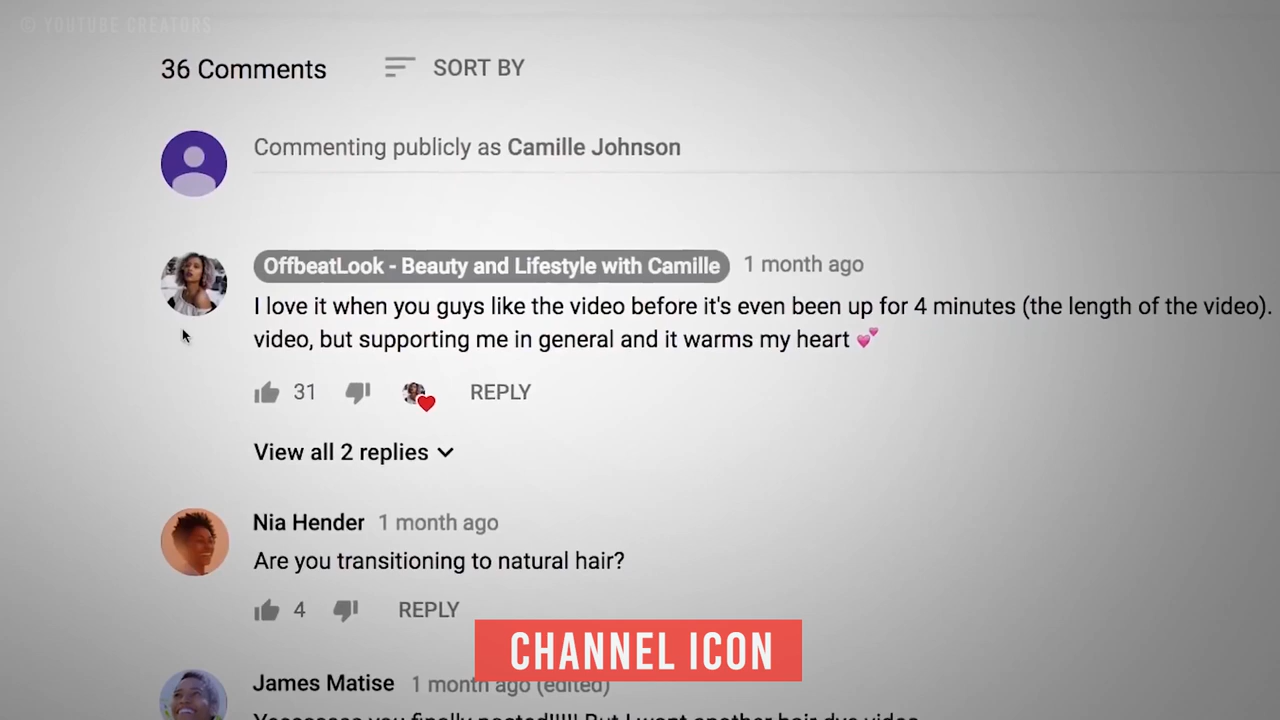 © YOUTUBE CREATORS
36 Comments SORT BY
Commenting publicly as Camille Johnson
OffbeatLook - Beauty and Lifestyle with Camille 1 month ago
I love it when you guys like the video before it's even been up for 4 minutes (the length of the video).
video, but supporting me in general and it warms my heart 💕
31 REPLY
View all 2 replies
Nia Hender 1 month ago
Are you transitioning to natural hair?
4 REPLY
CHANNEL ICON
James Matise 1 month ago (edited)